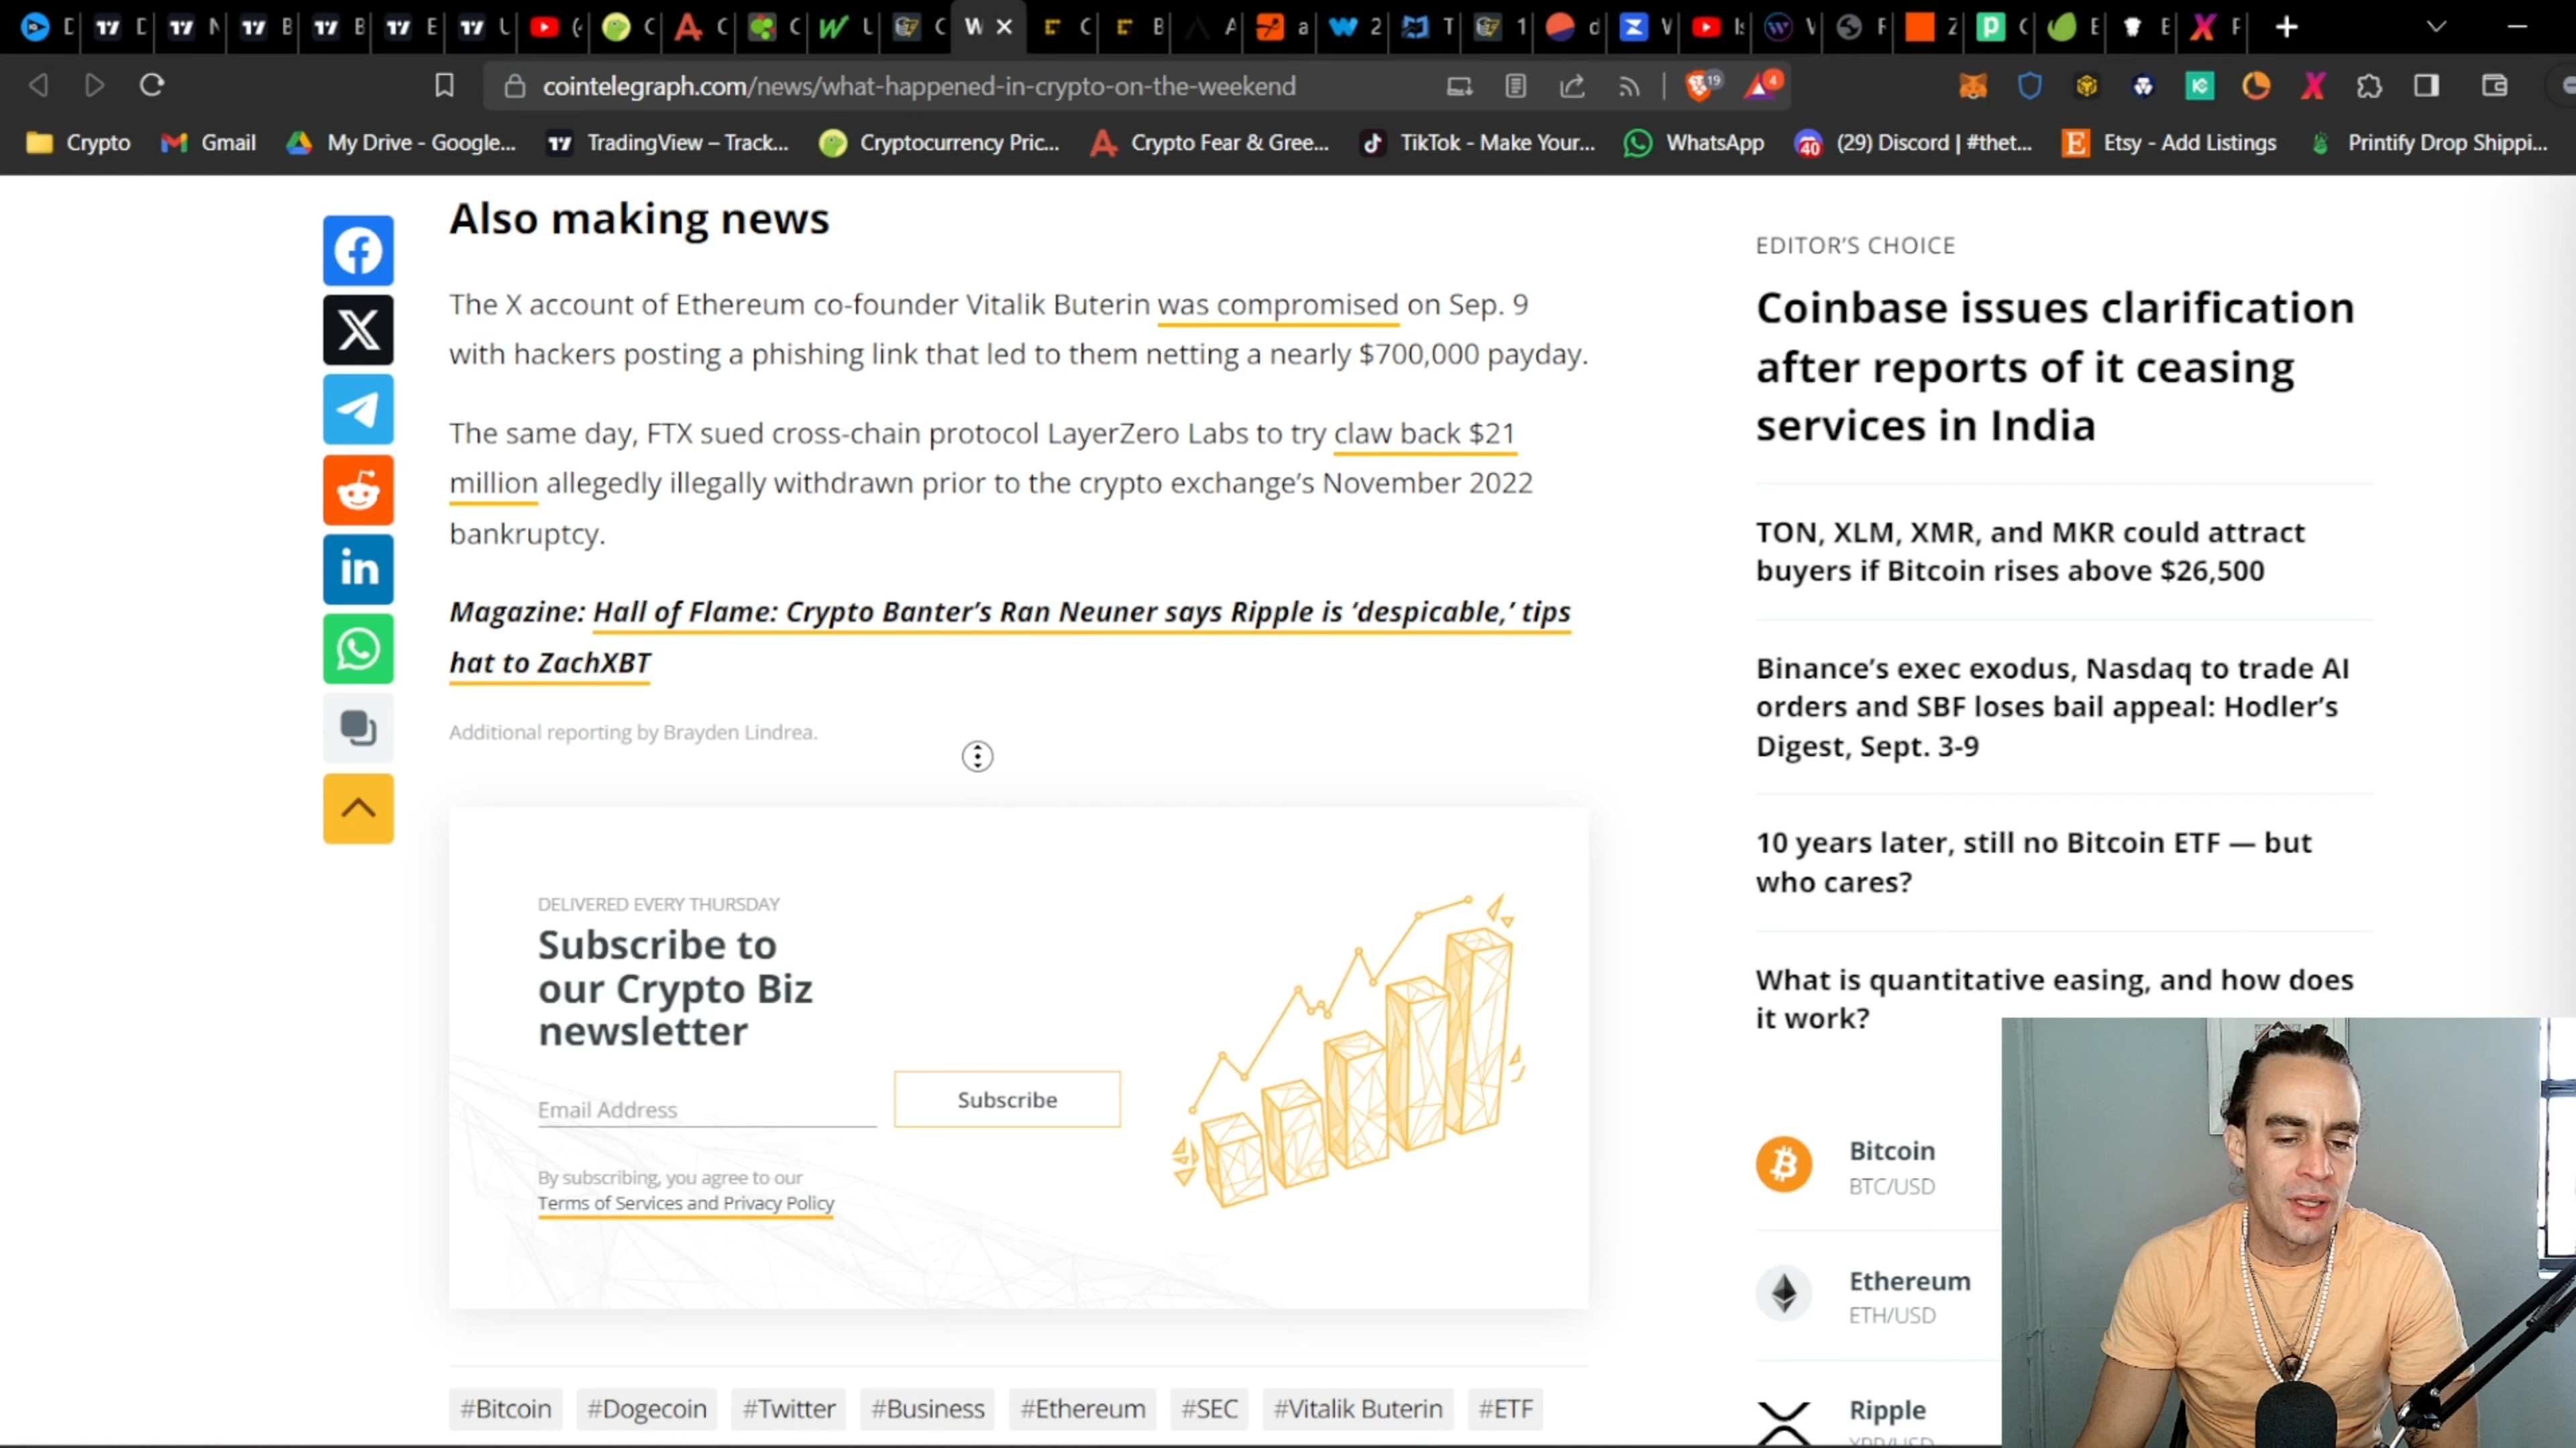 cointelegraph.com/news/what-happened-in-crypto-on-the-weekend
19
4
Crypto
Gmail
My Drive - Google...
TradingView – Track...
Cryptocurrency Pric...
Crypto Fear & Gree...
TikTok - Make Your...
WhatsApp
40
(29) Discord | #thet...
Etsy - Add Listings
Printify Drop Shippi...
Also making news
The X account of Ethereum co-founder Vitalik Buterin was compromised on Sep. 9
with hackers posting a phishing link that led to them netting a nearly $700,000 payday.
The same day, FTX sued cross-chain protocol LayerZero Labs to try claw back $21
million allegedly illegally withdrawn prior to the crypto exchange’s November 2022
bankruptcy.
Magazine: Hall of Flame: Crypto Banter’s Ran Neuner says Ripple is ‘despicable,’ tips
hat to ZachXBT
Additional reporting by Brayden Lindrea.
DELIVERED EVERY THURSDAY
Subscribe to
our Crypto Biz
newsletter
Email Address
Subscribe
By subscribing, you agree to our
Terms of Services and Privacy Policy
#Bitcoin #Dogecoin #Twitter #Business #Ethereum #SEC #Vitalik Buterin #ETF
EDITOR’S CHOICE
Coinbase issues clarification
after reports of it ceasing
services in India
TON, XLM, XMR, and MKR could attract
buyers if Bitcoin rises above $26,500
Binance’s exec exodus, Nasdaq to trade AI
orders and SBF loses bail appeal: Hodler’s
Digest, Sept. 3-9
10 years later, still no Bitcoin ETF — but
who cares?
What is quantitative easing, and how does
it work?
Bitcoin
BTC/USD
Ethereum
ETH/USD
Ripple
XRP/USD